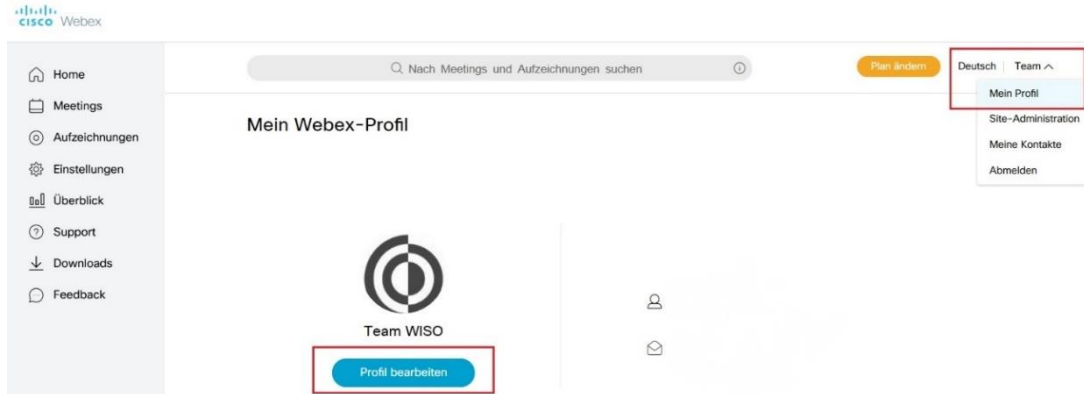 CISCO Webex
Home
Meetings
Aufzeichnungen
Einstellungen
Überblick
Support
Downloads
Feedback
Nach Meetings und Aufzeichnungen suchen
Plan ändern
Deutsch Team
Mein Profil
Site-Administration
Meine Kontakte
Abmelden
Mein Webex-Profil
Team WISO
Profil bearbeiten